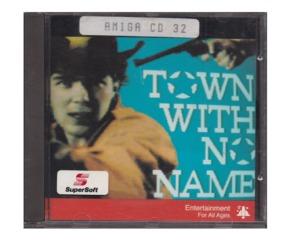 AMIGA CD 32
TOWN
WITH
NO
NAME
SuperSoft
Entertainment
For All Ages